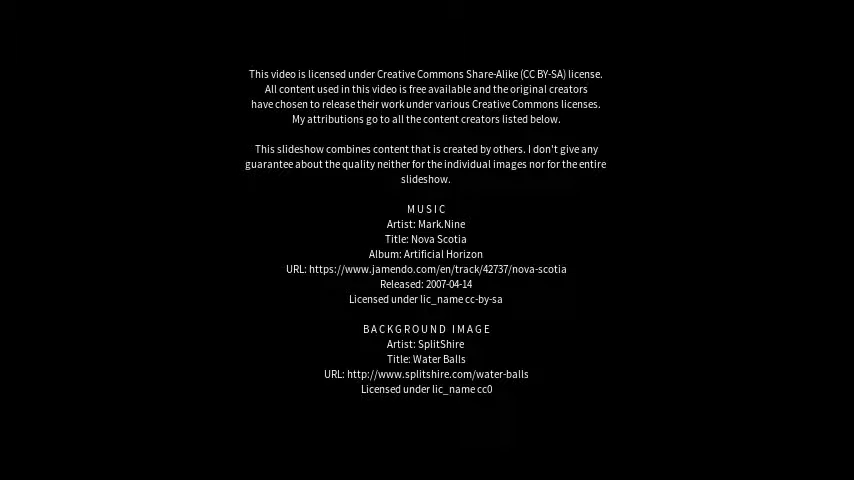 This video is licensed under Creative Commons Share-Alike (CC BY-SA) license.
All content used in this video is free available and the original creators
have chosen to release their work under various Creative Commons licenses.
My attributions go to all the content creators listed below.
This slideshow combines content that is created by others. I don't give any
guarantee about the quality neither for the individual images nor for the entire
slideshow.
MUSIC
Artist: Mark.Nine
Title: Nova Scotia
Album: Artificial Horizon
URL: https://www.jamendo.com/en/track/42737/nova-scotia
Released: 2007-04-14
Licensed under lic_name cc-by-sa
BACKGROUND IMAGE
Artist: SplitShire
Title: Water Balls
URL: http://www.splitshire.com/water-balls
Licensed under lic_name cc0